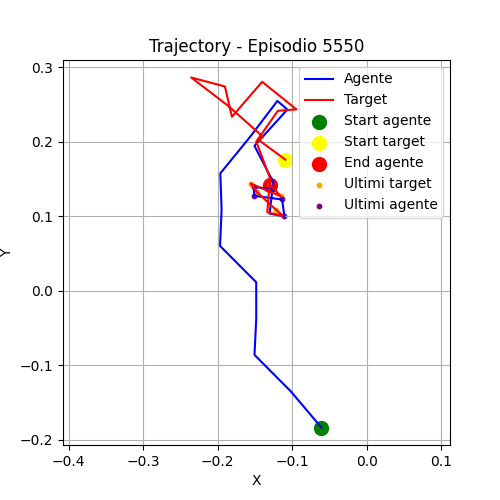 Trajectory - Episodio 5550
Agente
Target
Start agente
Start target
End agente
Ultimi target
Ultimi agente
0.3
0.2
0.1
0.0
−0.1
−0.2
Y
−0.4
−0.3
−0.2
−0.1
0.0
0.1
X